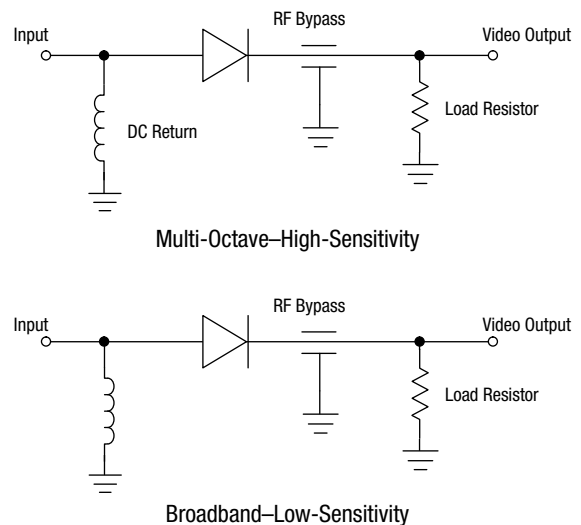 Input
RF Bypass
Video Output
DC Return
Load Resistor
Multi-Octave–High-Sensitivity
Input
RF Bypass
Video Output
Load Resistor
Broadband–Low-Sensitivity